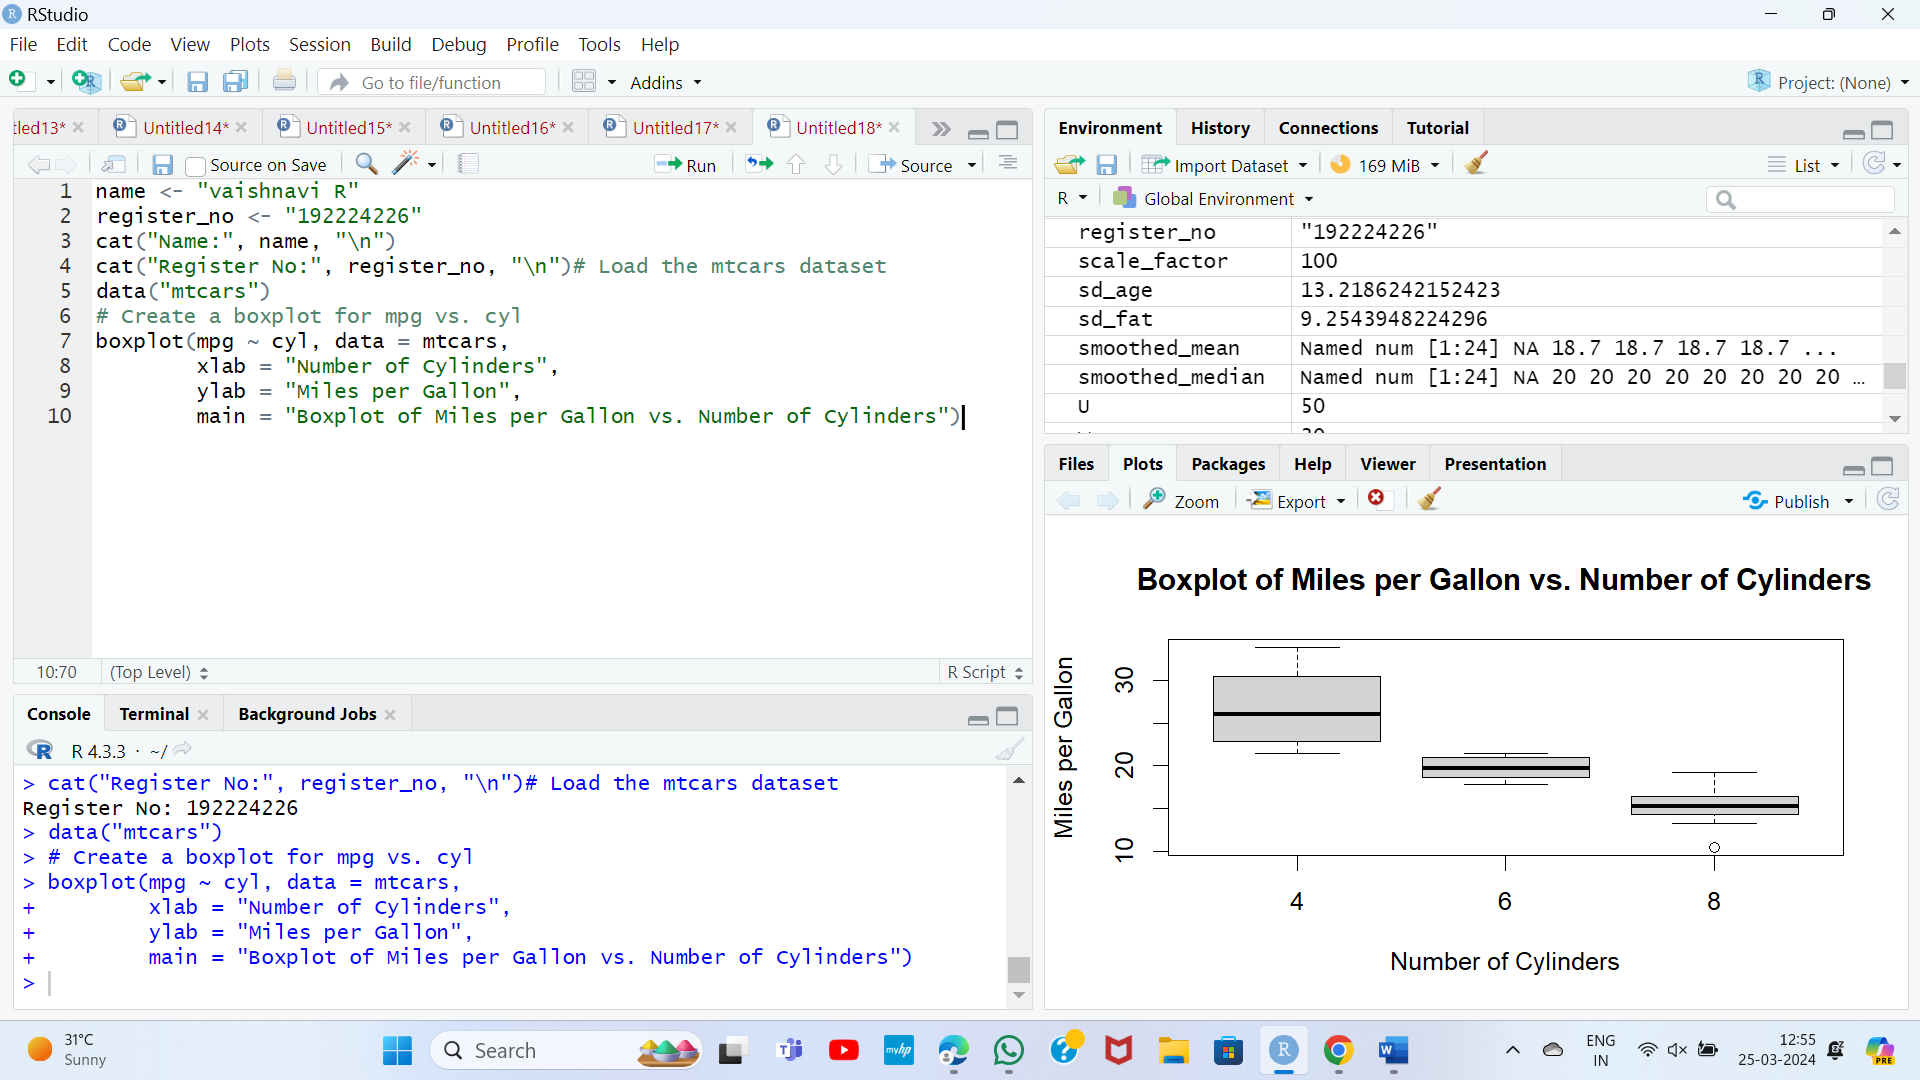 RStudio
File Edit Code View Plots Session Build Debug Profile Tools Help
Go to file/function Addins Project: (None)
tled13* Untitled14* Untitled15* Untitled16* Untitled17* Untitled18*
Source on Save Run Source
1 name <- "vaishnavi R"
2 register_no <- "192224226"
3 cat("Name:", name, "\n")
4 cat("Register No:", register_no, "\n")# Load the mtcars dataset
5 data("mtcars")
6 # Create a boxplot for mpg vs. cyl
7 boxplot(mpg ~ cyl, data = mtcars,
8 xlab = "Number of Cylinders",
9 ylab = "Miles per Gallon",
10 main = "Boxplot of Miles per Gallon vs. Number of Cylinders")
10:70 (Top Level) R Script
Console Terminal Background Jobs
R 4.3.3 · ~/
> cat("Register No:", register_no, "\n")# Load the mtcars dataset
Register No: 192224226
> data("mtcars")
> # Create a boxplot for mpg vs. cyl
> boxplot(mpg ~ cyl, data = mtcars,
+ xlab = "Number of Cylinders",
+ ylab = "Miles per Gallon",
+ main = "Boxplot of Miles per Gallon vs. Number of Cylinders")
>
Environment History Connections Tutorial
Import Dataset 169 MiB List
R Global Environment
register_no "192224226"
scale_factor 100
sd_age 13.2186242152423
sd_fat 9.2543948224296
smoothed_mean Named num [1:24] NA 18.7 18.7 18.7 18.7 ...
smoothed_median Named num [1:24] NA 20 20 20 20 20 20 20 …
U 50
Files Plots Packages Help Viewer Presentation
Zoom Export Publish
Boxplot of Miles per Gallon vs. Number of Cylinders
Miles per Gallon
30
20
10
4 6 8
Number of Cylinders
31°C
Sunny
Search
myhp
PRE
ENG
IN
12:55
25-03-2024